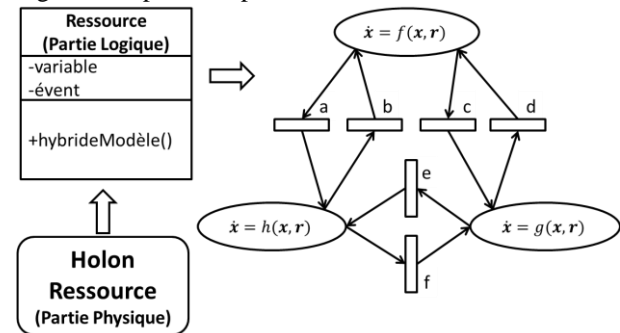 Ressource
(Partie Logique)
-variable
-évent
+hybrideModèle()
Holon
Ressource
(Partie Physique)
ẋ = f(x, r)
a
b
c
d
e
f
ẋ = h(x, r)
ẋ = g(x, r)